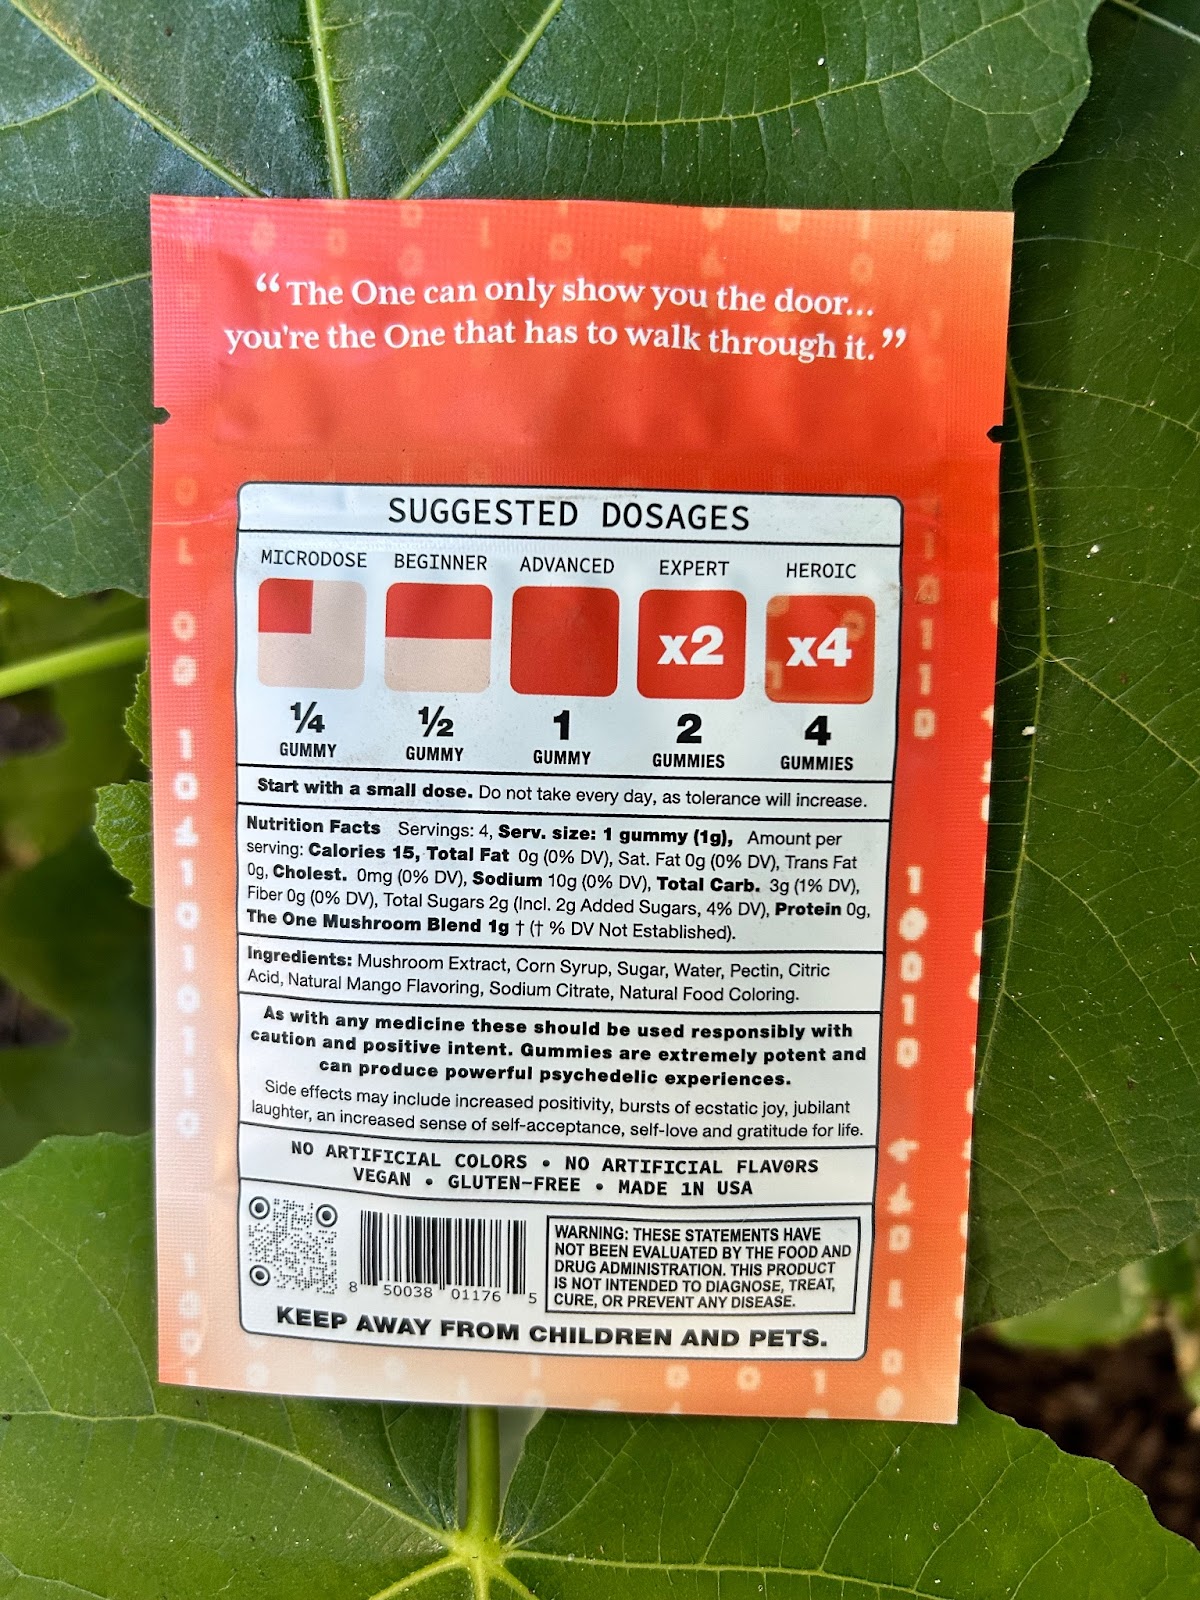 “ The One can only show you the door...
you're the One that has to walk through it. ”
SUGGESTED DOSAGES
MICRODOSE BEGINNER ADVANCED EXPERT HEROIC
x2 x4
¼ ½ 1 2 4
GUMMY GUMMY GUMMY GUMMIES GUMMIES
Start with a small dose. Do not take every day, as tolerance will increase.
Nutrition Facts Servings: 4, Serv. size: 1 gummy (1g), Amount per
serving: Calories 15, Total Fat 0g (0% DV), Sat. Fat 0g (0% DV), Trans Fat
0g, Cholest. 0mg (0% DV), Sodium 10g (0% DV), Total Carb. 3g (1% DV),
Fiber 0g (0% DV), Total Sugars 2g (Incl. 2g Added Sugars, 4% DV), Protein 0g,
The One Mushroom Blend 1g † († % DV Not Established).
Ingredients: Mushroom Extract, Corn Syrup, Sugar, Water, Pectin, Citric
Acid, Natural Mango Flavoring, Sodium Citrate, Natural Food Coloring.
As with any medicine these should be used responsibly with
caution and positive intent. Gummies are extremely potent and
can produce powerful psychedelic experiences.
Side effects may include increased positivity, bursts of ecstatic joy, jubilant
laughter, an increased sense of self-acceptance, self-love and gratitude for life.
NO ARTIFICIAL COLORS • NO ARTIFICIAL FLAV0RS
VEGAN • GLUTEN-FREE • MADE 1N USA
WARNING: THESE STATEMENTS HAVE
NOT BEEN EVALUATED BY THE FOOD AND
DRUG ADMINISTRATION. THIS PRODUCT
IS NOT INTENDED TO DIAGNOSE, TREAT,
CURE, OR PREVENT ANY DISEASE.
8 50038 01176 5
KEEP AWAY FROM CHILDREN AND PETS.